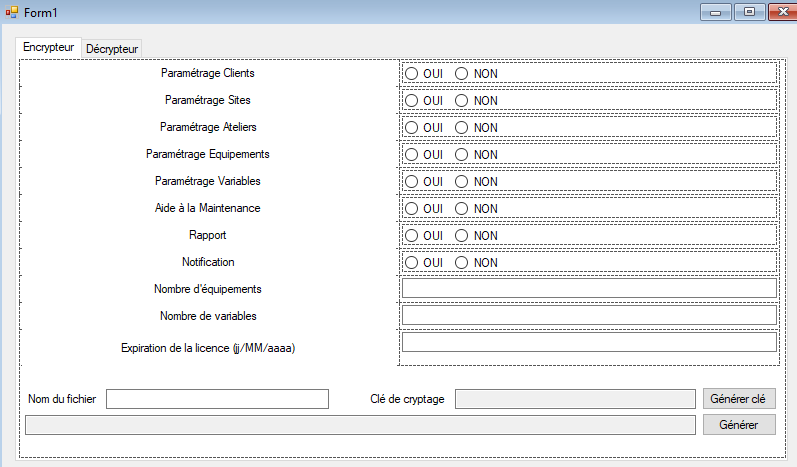 Form1
Encrypteur Décrypteur
Paramétrage Clients OUI NON
Paramétrage Sites OUI NON
Paramétrage Ateliers OUI NON
Paramétrage Equipements OUI NON
Paramétrage Variables OUI NON
Aide à la Maintenance OUI NON
Rapport OUI NON
Notification OUI NON
Nombre d'équipements
Nombre de variables
Expiration de la licence (jj/MM/aaaa)
Nom du fichier Clé de cryptage Générer clé
Générer